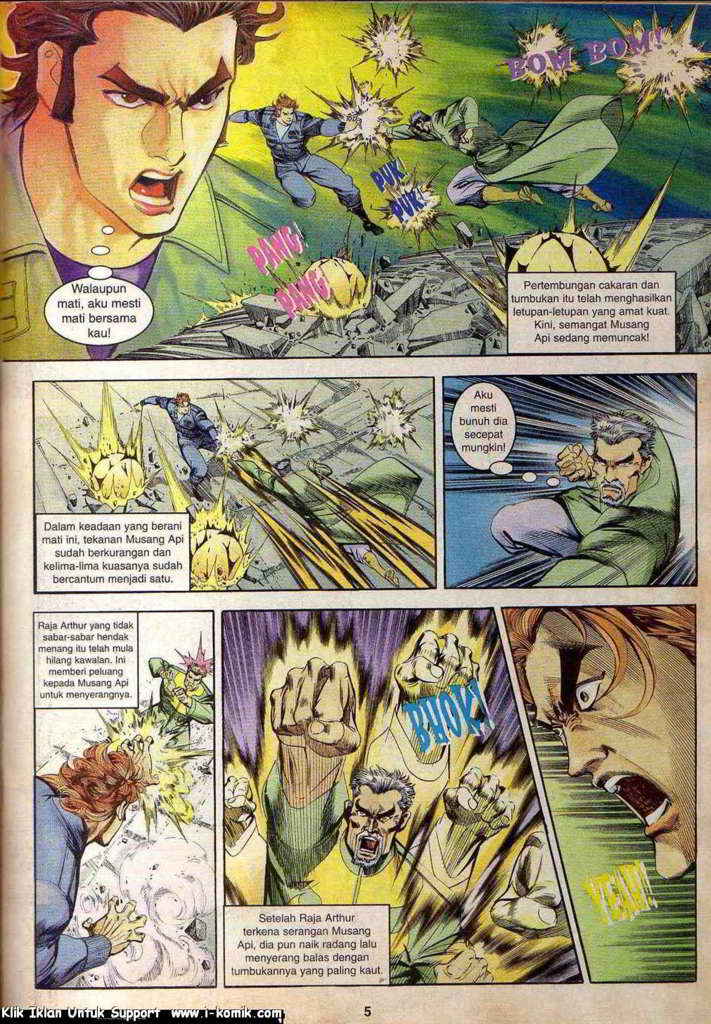 BOM BOM!
PUK!
PUK!
PANG!
PANG!
Walaupun
mati, aku mesti
mati bersama
kau!
Pertembungan cakaran dan
tumbukan itu telah menghasilkan
letupan-letupan yang amat kuat.
Kini, semangat Musang
Api sedang memuncak!
Dalam keadaan yang berani
mati ini, tekanan Musang Api
sudah berkurangan dan
kelima-lima kuasanya sudah
bercantum menjadi satu.
Aku
mesti
bunuh dia
secepat
mungkin!
Raja Arthur yang tidak
sabar-sabar hendak
menang itu telah mula
hilang kawalan. Ini
memberi peluang
kepada Musang Api
untuk menyerangnya.
BHOK!
Setelah Raja Arthur
terkena serangan Musang
Api, dia pun naik radang lalu
menyerang balas dengan
tumbukannya yang paling kuat.
YEAH!
Klik Iklan Untuk Support www.i-komik.com
5